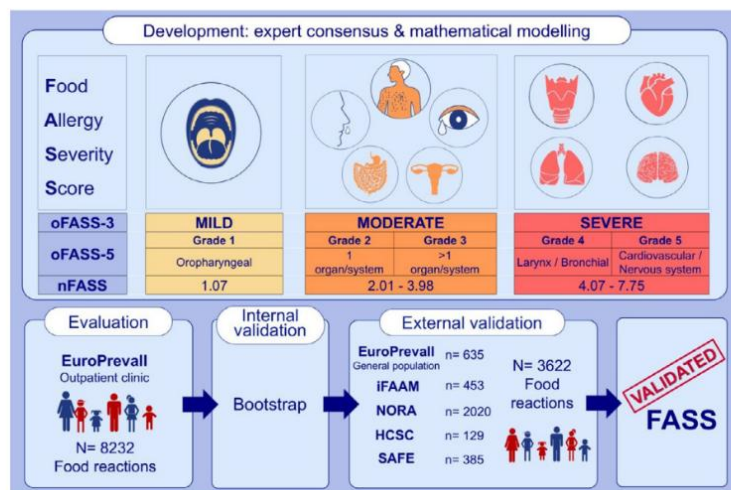 Development: expert consensus & mathematical modelling
Food
Allergy
Severity
Score
oFASS-3
MILD
MODERATE
SEVERE
oFASS-5
Grade 1
Grade 2
Grade 3
Grade 4
Grade 5
Oropharyngeal
1
organ/system
>1
organ/system
Larynx / Bronchial
Cardiovascular /
Nervous system
nFASS
1.07
2.01 - 3.98
4.07 - 7.75
Evaluation
EuroPrevall
Outpatient clinic
N= 8232
Food reactions
Internal
validation
Bootstrap
External validation
EuroPrevall n= 635
General population
iFAAM n= 453
NORA n= 2020
HCSC n= 129
SAFE n= 385
N= 3622
Food
reactions
VALIDATED
FASS